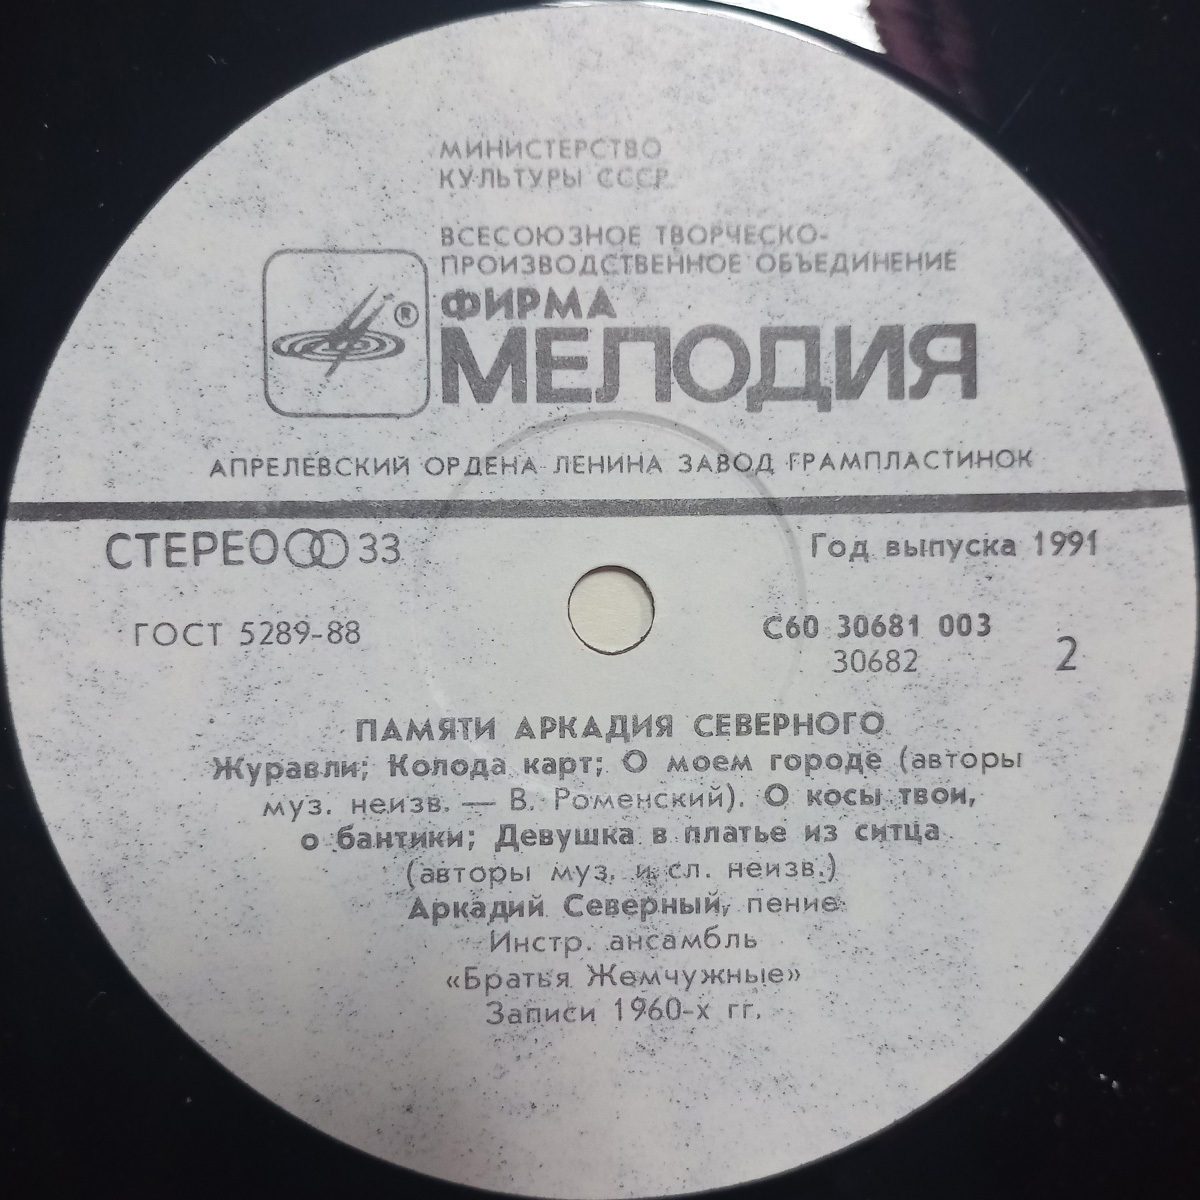 МИНИСТЕРСТВО
КУЛЬТУРЫ СССР
ВСЕСОЮЗНОЕ ТВОРЧЕСКО-
ПРОИЗВОДСТВЕННОЕ ОБЪЕДИНЕНИЕ
ФИРМА
®
МЕЛОДИЯ
АПРЕЛЕВСКИЙ ОРДЕНА ЛЕНИНА ЗАВОД ГРАМПЛАСТИНОК
СТЕРЕО 33
Год выпуска 1991
ГОСТ 5289-88
С60 30681 003
30682
2
ПАМЯТИ АРКАДИЯ СЕВЕРНОГО
Журавли; Колода карт; О моем городе (авторы
муз. неизв. — В. Роменский). О косы твои,
о бантики; Девушка в платье из ситца
(авторы муз. и сл. неизв.)
Аркадий Северный, пение
Инстр. ансамбль
«Братья Жемчужные»
Записи 1960-х гг.